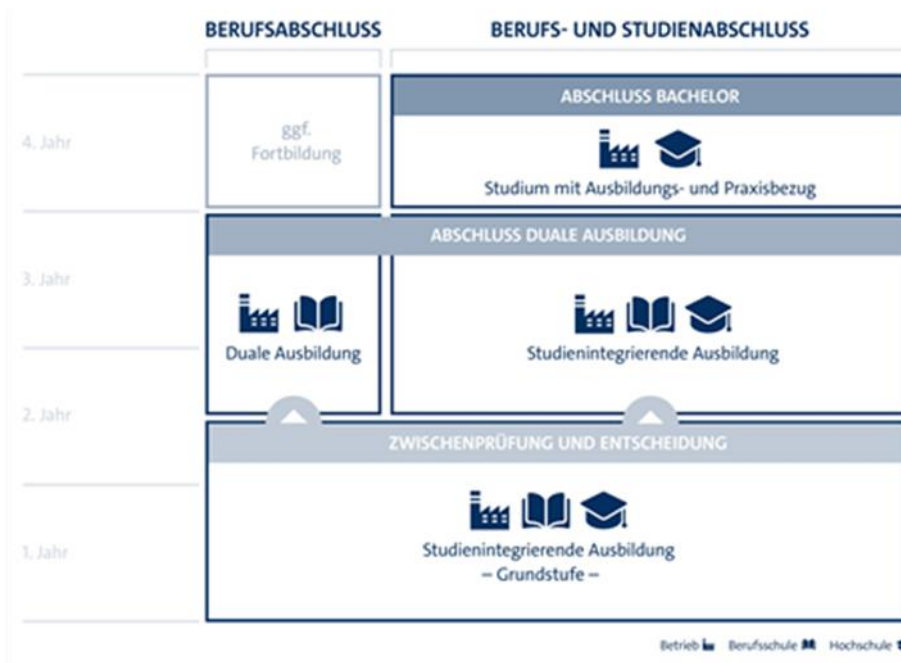 BERUFSABSCHLUSS
BERUFS- UND STUDIENABSCHLUSS
4. Jahr
ggf.
Fortbildung
ABSCHLUSS BACHELOR
Studium mit Ausbildungs- und Praxisbezug
ABSCHLUSS DUALE AUSBILDUNG
3. Jahr
Duale Ausbildung
Studienintegrierende Ausbildung
2. Jahr
ZWISCHENPRÜFUNG UND ENTSCHEIDUNG
1. Jahr
Studienintegrierende Ausbildung
– Grundstufe –
Betrieb Berufsschule Hochschule